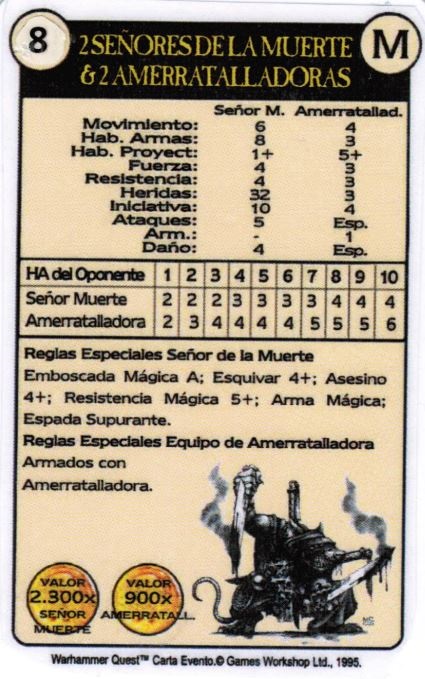 8
2 SEÑORES DE LA MUERTE
& 2 AMERRATALLADORAS
M
Señor M. Amerratallad.
Movimiento: 6 4
Hab. Armas: 8 3
Hab. Proyect: 1+ 5+
Fuerza: 4 3
Resistencia: 4 3
Heridas: 32 3
Iniciativa: 10 4
Ataques: 5 Esp.
Arm.: - 1
Daño: 4 Esp.
HA del Oponente 1 2 3 4 5 6 7 8 9 10
Señor Muerte 2 2 2 3 3 3 3 4 4 4
Amerratalladora 2 3 4 4 4 4 5 5 5 6
Reglas Especiales Señor de la Muerte
Emboscada Mágica A; Esquivar 4+; Asesino
4+; Resistencia Mágica 5+; Arma Mágica;
Espada Supurante.
Reglas Especiales Equipo de Amerratalladora
Armados con
Amerratalladora.
VALOR
2.300x
SEÑOR
MUERTE
VALOR
900x
AMERRATALL.
Warhammer Quest™ Carta Evento.© Games Workshop Ltd., 1995.